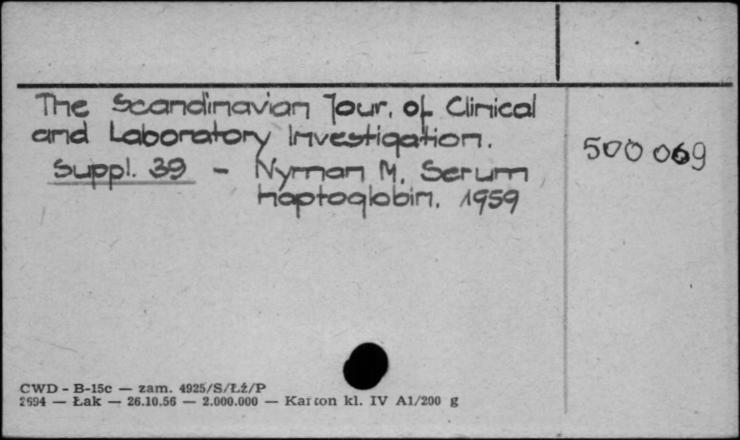 The Scandinavian Jour. of Clinical
and Laboratory Investigation.
500 069
Suppl. 39 - Nyman M. Serum
haptoglobin. 1959
CWD - B-15c — zam. 4925/S/Łż/P
2694 — Łak — 26.10.56 — 2.000.000 — Karton kl. IV A1/200 g